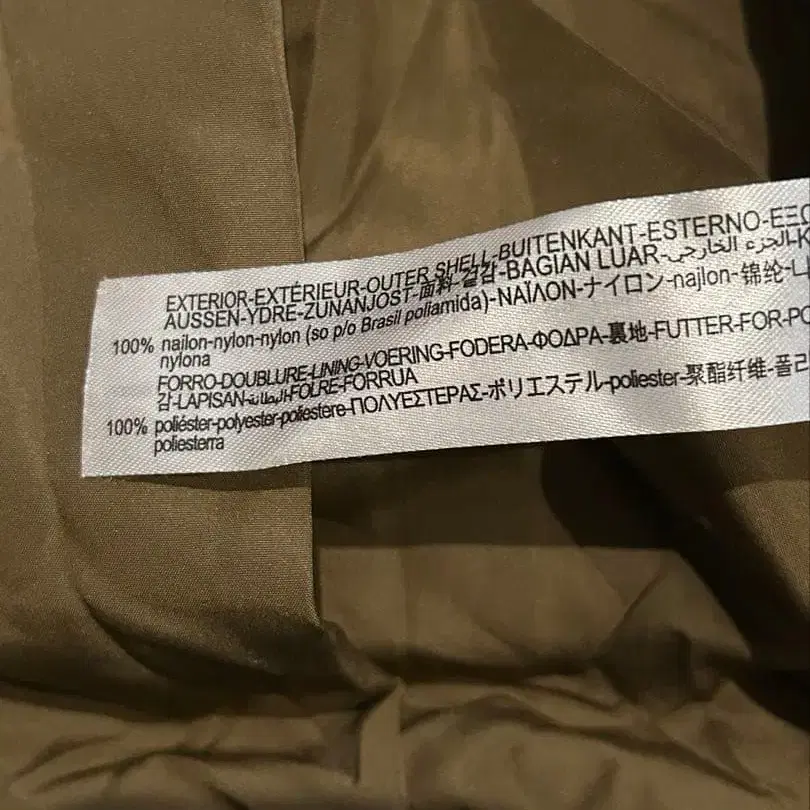 EXTERIOR-EXTÉRIEUR-OUTER SHELL-BUITENKANT-ESTERNO-ΕΞΩ
AUSSEN-YDRE-ZUNANJOST-面料-겉감-BAGIAN LUAR-الجزء الخارجي-K
100% nailon-nylon-nylon (so p/o Brasil poliamida)-ΝΑΪΛΟΝ-ナイロン-najlon-锦纶-
nylona
FORRO-DOUBLURE-LINING-VOERING-FODERA-ΦΟΔΡΑ-裏地-FUTTER-FOR-PO
감-LAPISAN-البطانة-FOLRE-FORRUA
100% poliéster-polyester-poliestere-ΠΟΛΥΕΣΤΕΡΑΣ-ポリエステル-poliester-聚酯纤维-폴리
poliesterra